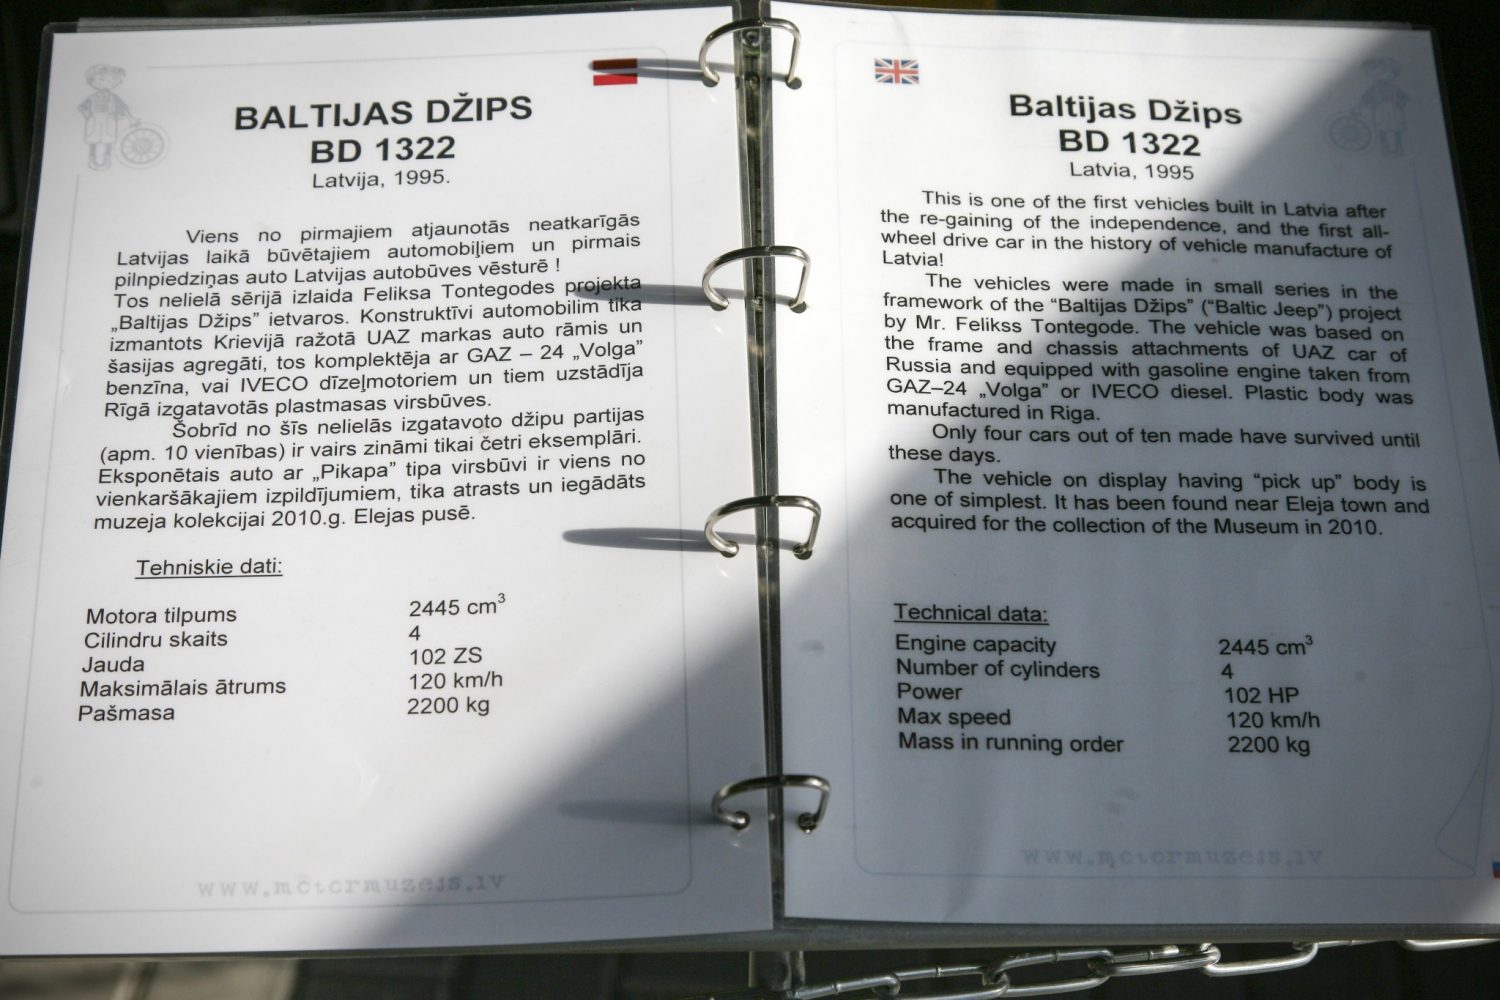 BALTIJAS DŽIPS
BD 1322
Latvija, 1995.
Viens no pirmajiem atjaunotās neatkarīgās
Latvijas laikā būvētajiem automobiļiem un pirmais
pilnpiedziņas auto Latvijas autobūves vēsturē !
Tos nelielā sērijā izlaida Feliksa Tontegodes projekta
„Baltijas Džips” ietvaros. Konstruktīvi automobilim tika
izmantots Krievijā ražotā UAZ markas auto rāmis un
šasijas agregāti, tos komplektēja ar GAZ – 24 „Volga”
benzīna, vai IVECO dīzeļmotoriem un tiem uzstādīja
Rīgā izgatavotās plastmasas virsbūves.
Šobrīd no šīs nelielās izgatavoto džipu partijas
(apm. 10 vienības) ir vairs zināmi tikai četri eksemplāri.
Eksponētais auto ar „Pikapa” tipa virsbūvi ir viens no
vienkaršākajiem izpildījumiem, tika atrasts un iegādāts
muzeja kolekcijai 2010.g. Elejas pusē.
Tehniskie dati:
Motora tilpums 2445 cm³
Cilindru skaits 4
Jauda 102 ZS
Maksimālais ātrums 120 km/h
Pašmasa 2200 kg
www.motormuzejs.lv
Baltijas Džips
BD 1322
Latvia, 1995
This is one of the first vehicles built in Latvia after
the re-gaining of the independence, and the first all-
wheel drive car in the history of vehicle manufacture of
Latvia!
The vehicles were made in small series in the
framework of the “Baltijas Džips” (“Baltic Jeep”) project
by Mr. Felikss Tontegode. The vehicle was based on
the frame and chassis attachments of UAZ car of
Russia and equipped with gasoline engine taken from
GAZ–24 „Volga” or IVECO diesel. Plastic body was
manufactured in Riga.
Only four cars out of ten made have survived until
these days.
The vehicle on display having “pick up” body is
one of simplest. It has been found near Eleja town and
acquired for the collection of the Museum in 2010.
Technical data:
Engine capacity 2445 cm³
Number of cylinders 4
Power 102 HP
Max speed 120 km/h
Mass in running order 2200 kg
www.motormuzejs.lv